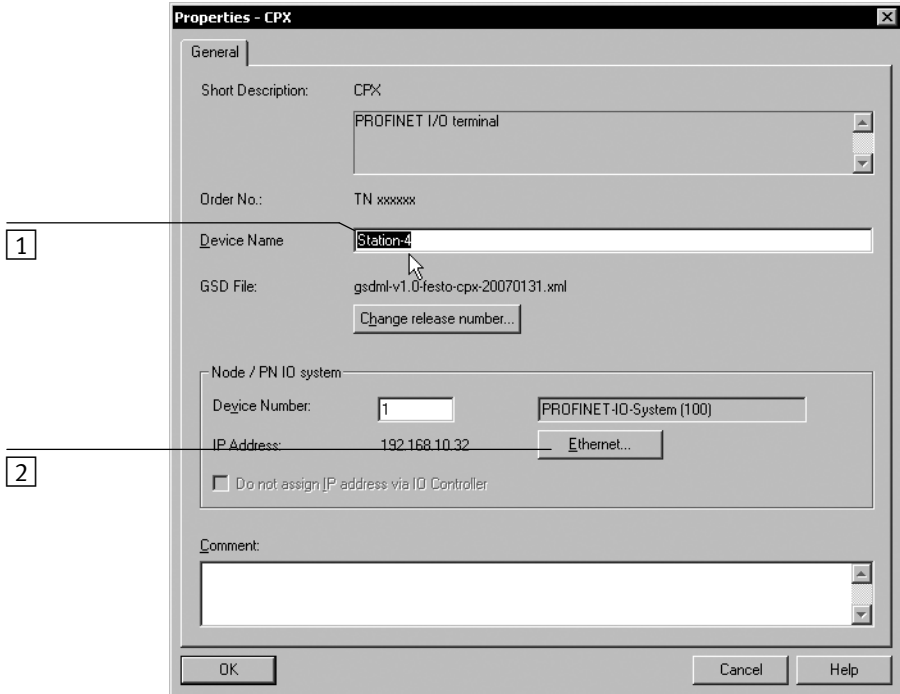 Properties - CPX
General
Short Description: CPX
PROFINET I/O terminal
Order No.: TN xxxxxx
1
Device Name Station-4
GSD File: gsdml-v1.0-festo-cpx-20070131.xml
Change release number...
Node / PN IO system
Device Number: 1 PROFINET-IO-System (100)
2
IP Address: 192.168.10.32 Ethernet...
Do not assign IP address via IO Controller
Comment:
OK Cancel Help